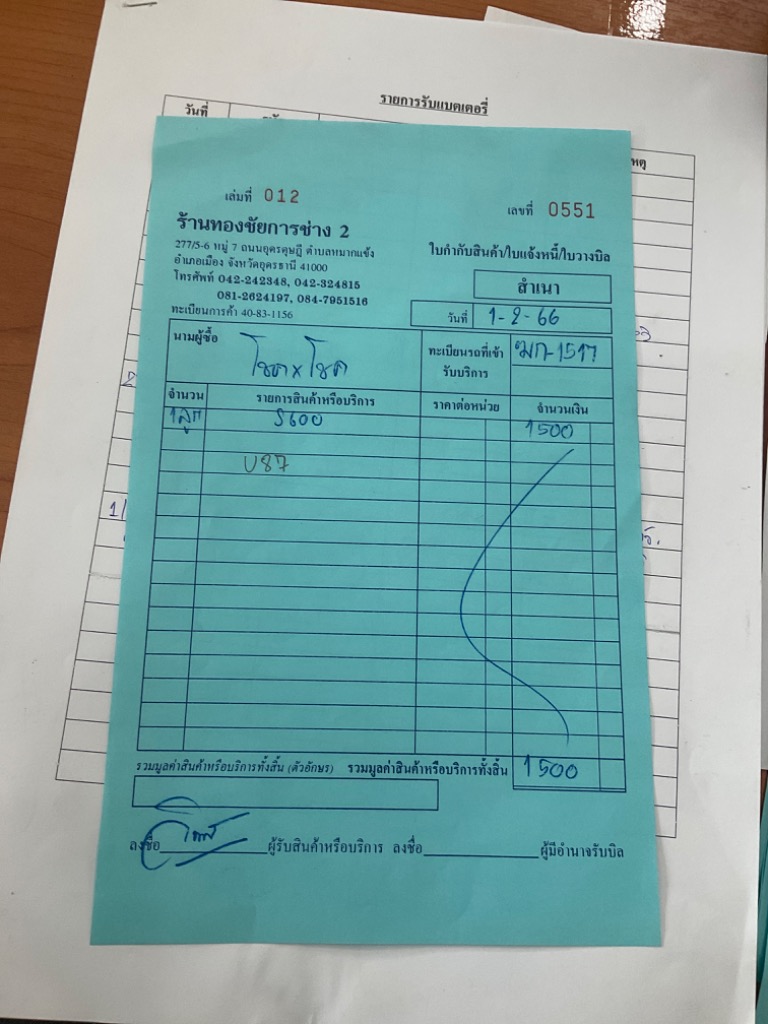 รายการรับแบตเตอรี่
วันที่
หตุ
เล่มที่ 012
เลขที่ 0551
ร้านทองชัยการช่าง 2
277/5-6 หมู่ 7 ถนนอุดรดุษฎี ตำบลหมากแข้ง
อำเภอเมือง จังหวัดอุดรธานี 41000
โทรศัพท์ 042-242348, 042-324815
081-2624197, 084-7951516
ทะเบียนการค้า 40-83-1156
ใบกำกับสินค้า/ใบแจ้งหนี้/ใบวางบิล
สำเนา
วันที่ 1-2-66
นามผู้ซื้อ
ทะเบียนรถที่เข้ารับบริการ
จำนวน รายการสินค้าหรือบริการ ราคาต่อหน่วย จำนวนเงิน
1ลูก S600 1500
U87
รวมมูลค่าสินค้าหรือบริการทั้งสิ้น (ตัวอักษร) รวมมูลค่าสินค้าหรือบริการทั้งสิ้น 1500
ลงชื่อ ผู้รับสินค้าหรือบริการ ลงชื่อ ผู้มีอำนาจรับบิล